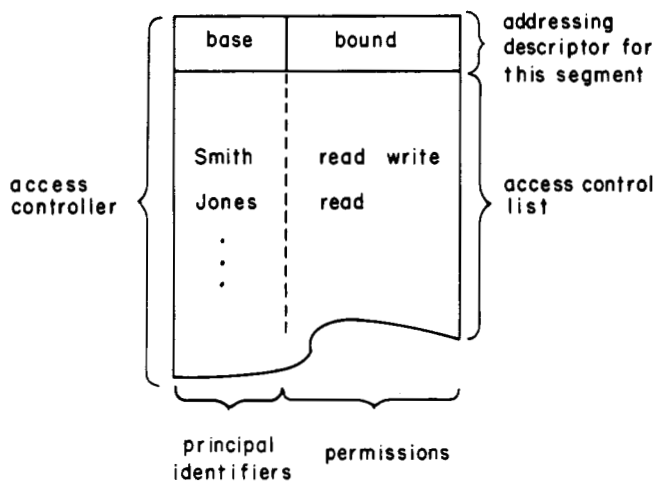 base bound
addressing
descriptor for
this segment
Smith read write
Jones read
access
controller
access control
list
principal
identifiers
permissions